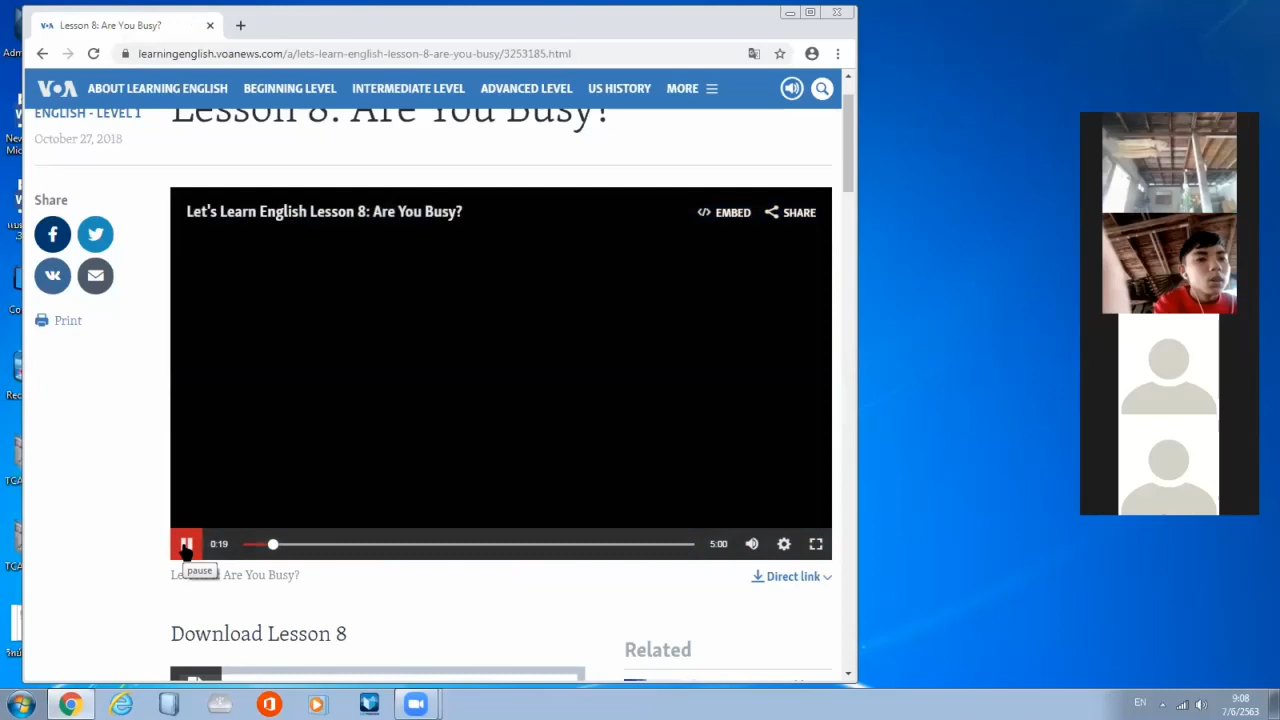 Lesson 8: Are You Busy?
learningenglish.voanews.com/a/lets-learn-english-lesson-8-are-you-busy/3253185.html
VOA
ABOUT LEARNING ENGLISH
BEGINNING LEVEL
INTERMEDIATE LEVEL
ADVANCED LEVEL
US HISTORY
MORE
ENGLISH - LEVEL 1
Lesson 8: Are You Busy?
October 27, 2018
Share
Print
Let's Learn English Lesson 8: Are You Busy?
EMBED
SHARE
0:19
5:00
pause
Are You Busy?
Direct link
Download Lesson 8
Related
EN
9:08
7/6/2563